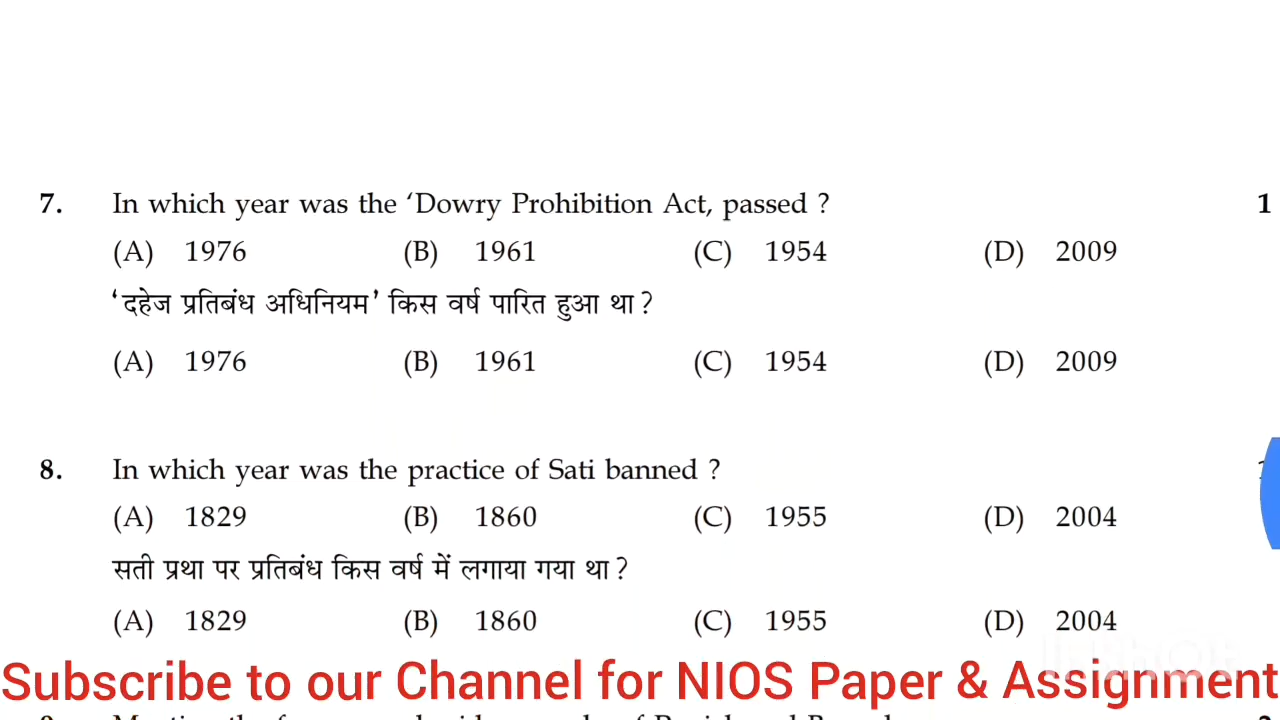 7. In which year was the ‘Dowry Prohibition Act, passed ? 1
(A) 1976 (B) 1961 (C) 1954 (D) 2009
‘दहेज प्रतिबंध अधिनियम’ किस वर्ष पारित हुआ था ?
(A) 1976 (B) 1961 (C) 1954 (D) 2009
8. In which year was the practice of Sati banned ?
(A) 1829 (B) 1860 (C) 1955 (D) 2004
सती प्रथा पर प्रतिबंध किस वर्ष में लगाया गया था ?
(A) 1829 (B) 1860 (C) 1955 (D) 2004
Subscribe to our Channel for NIOS Paper & Assignment